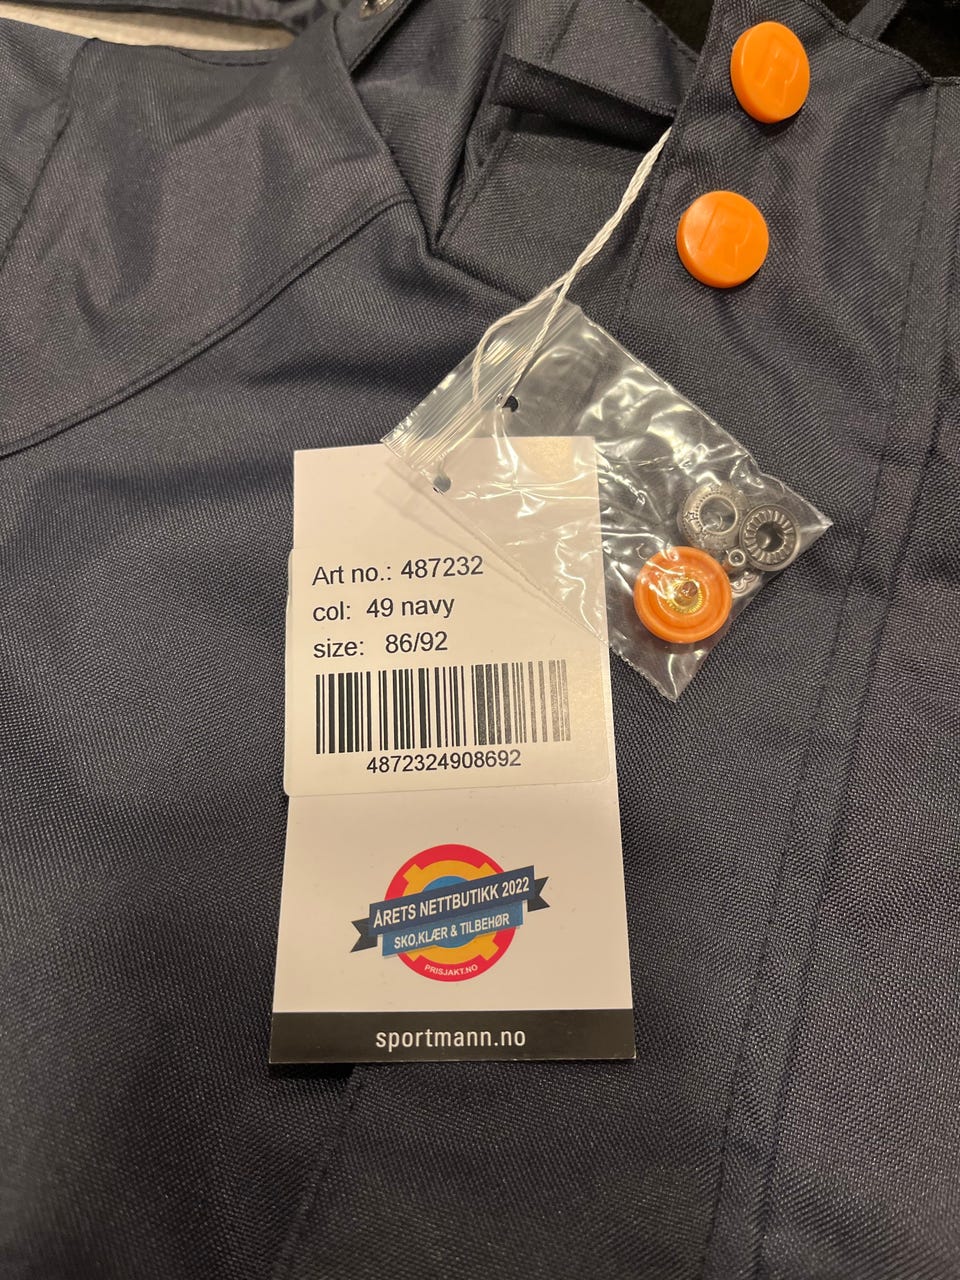 R
R
Art no.: 487232
col: 49 navy
size: 86/92
4872324908692
ÅRETS NETTBUTIKK 2022
SKO,KLÆR & TILBEHØR
PRISJAKT.NO
sportmann.no